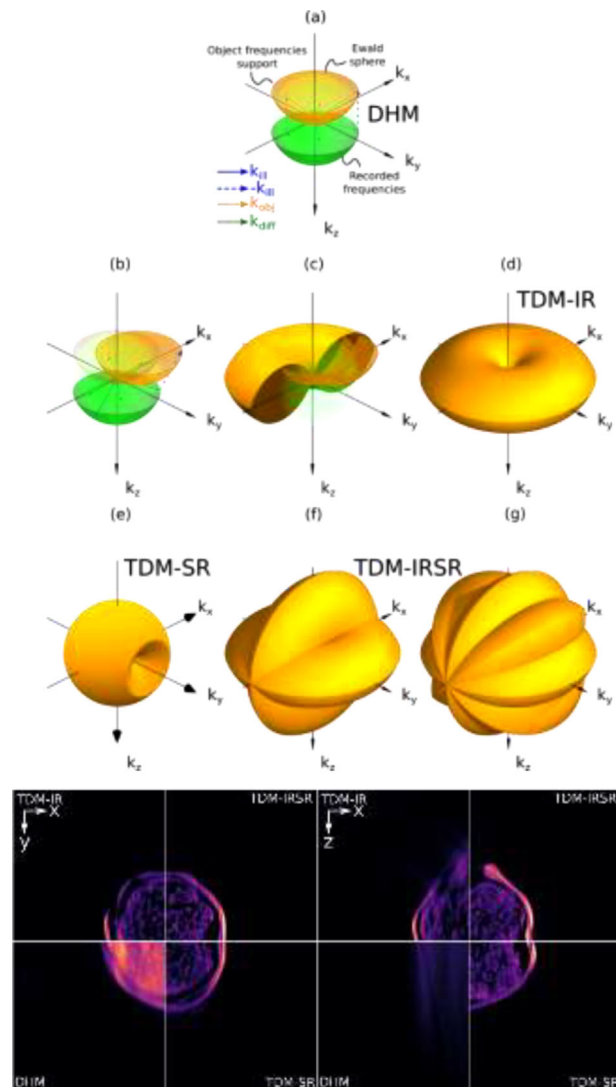 (a)
Object frequencies
support
Ewald
sphere
kx
DHM
kill
-kill
kobj
kdiff
ky
Recorded
frequencies
kz
(b)
(c)
(d)
TDM-IR
kx
kx
kx
ky
ky
ky
kz
kz
kz
(e)
(f)
(g)
TDM-SR
TDM-IRSR
kx
kx
kx
ky
ky
ky
kz
kz
kz
TDM-IR
x
y
TDM-IRSR
DHM
TDM-SR
TDM-IR
x
z
TDM-IRSR
DHM
TDM-SR